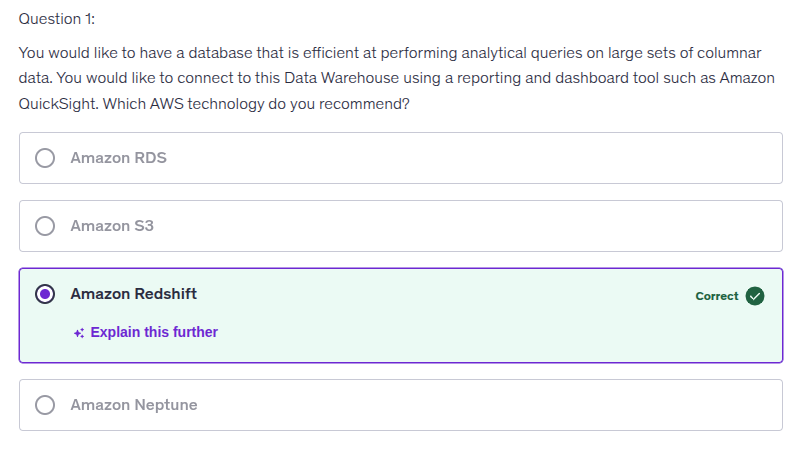 Question 1:
You would like to have a database that is efficient at performing analytical queries on large sets of columnar
data. You would like to connect to this Data Warehouse using a reporting and dashboard tool such as Amazon
QuickSight. Which AWS technology do you recommend?
Amazon RDS
Amazon S3
Amazon Redshift
Correct
Explain this further
Amazon Neptune